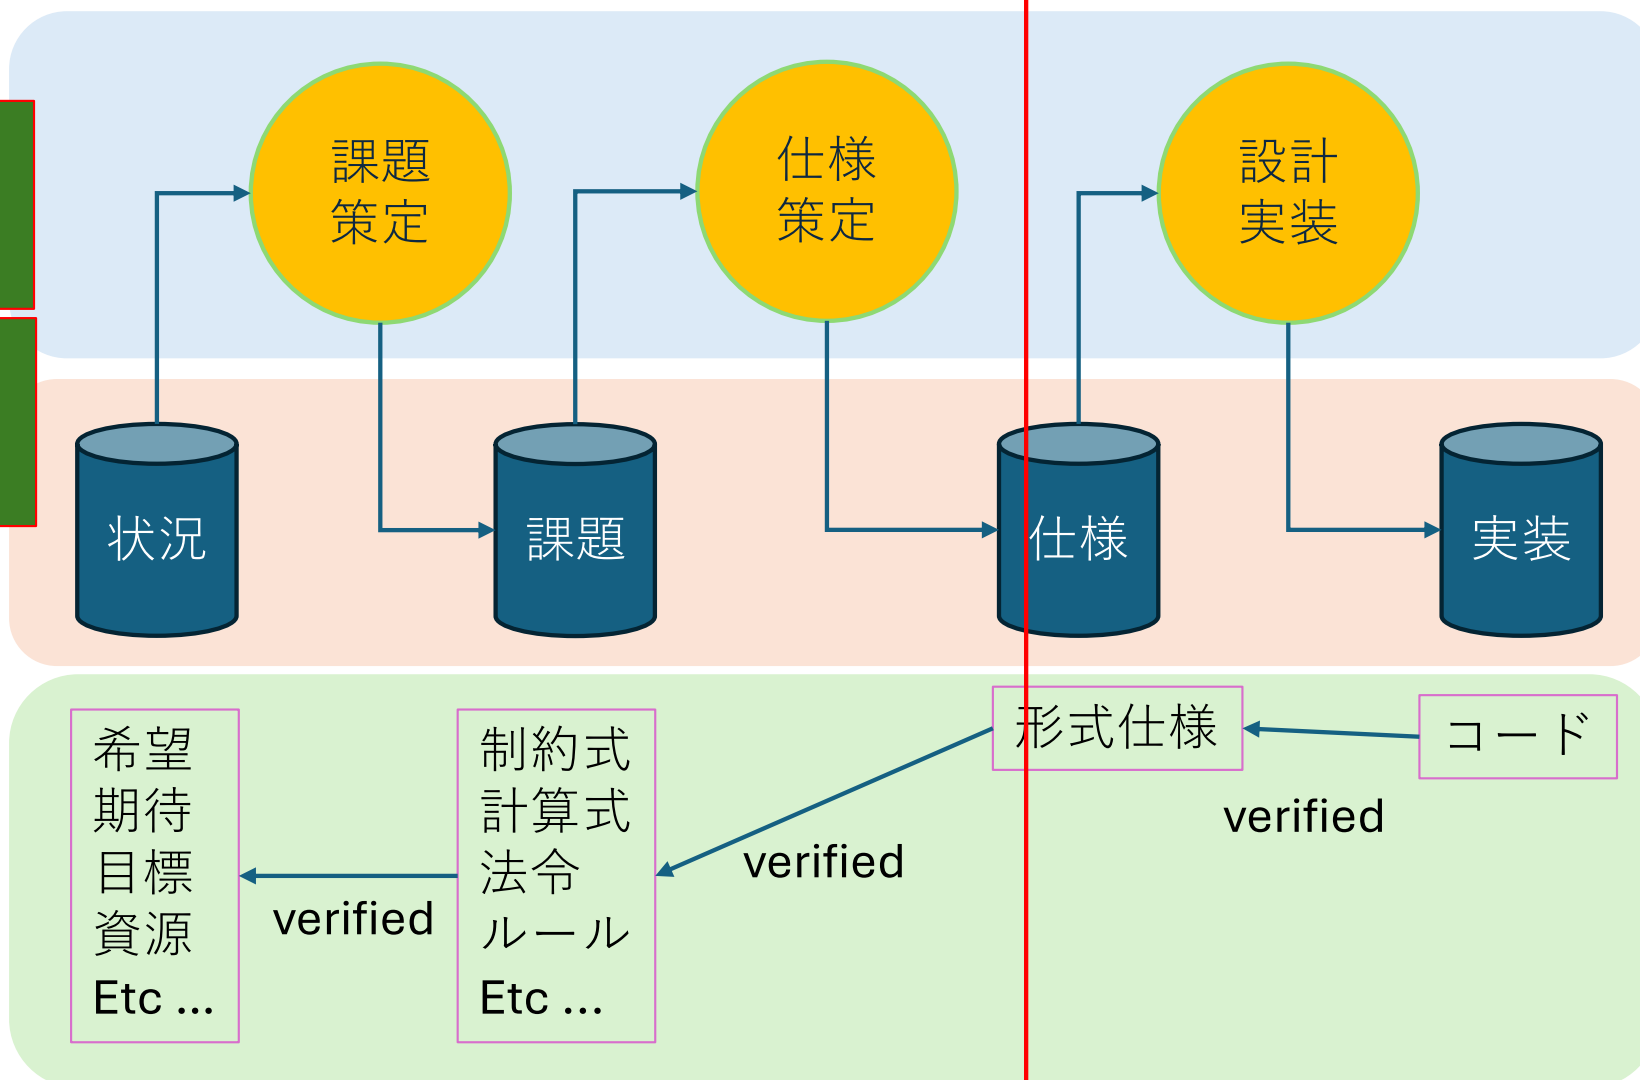 課題
策定
仕様
策定
設計
実装
状況
課題
仕様
実装
希望
期待
目標
資源
Etc ...
verified
制約式
計算式
法令
ルール
Etc ...
verified
形式仕様
verified
コード